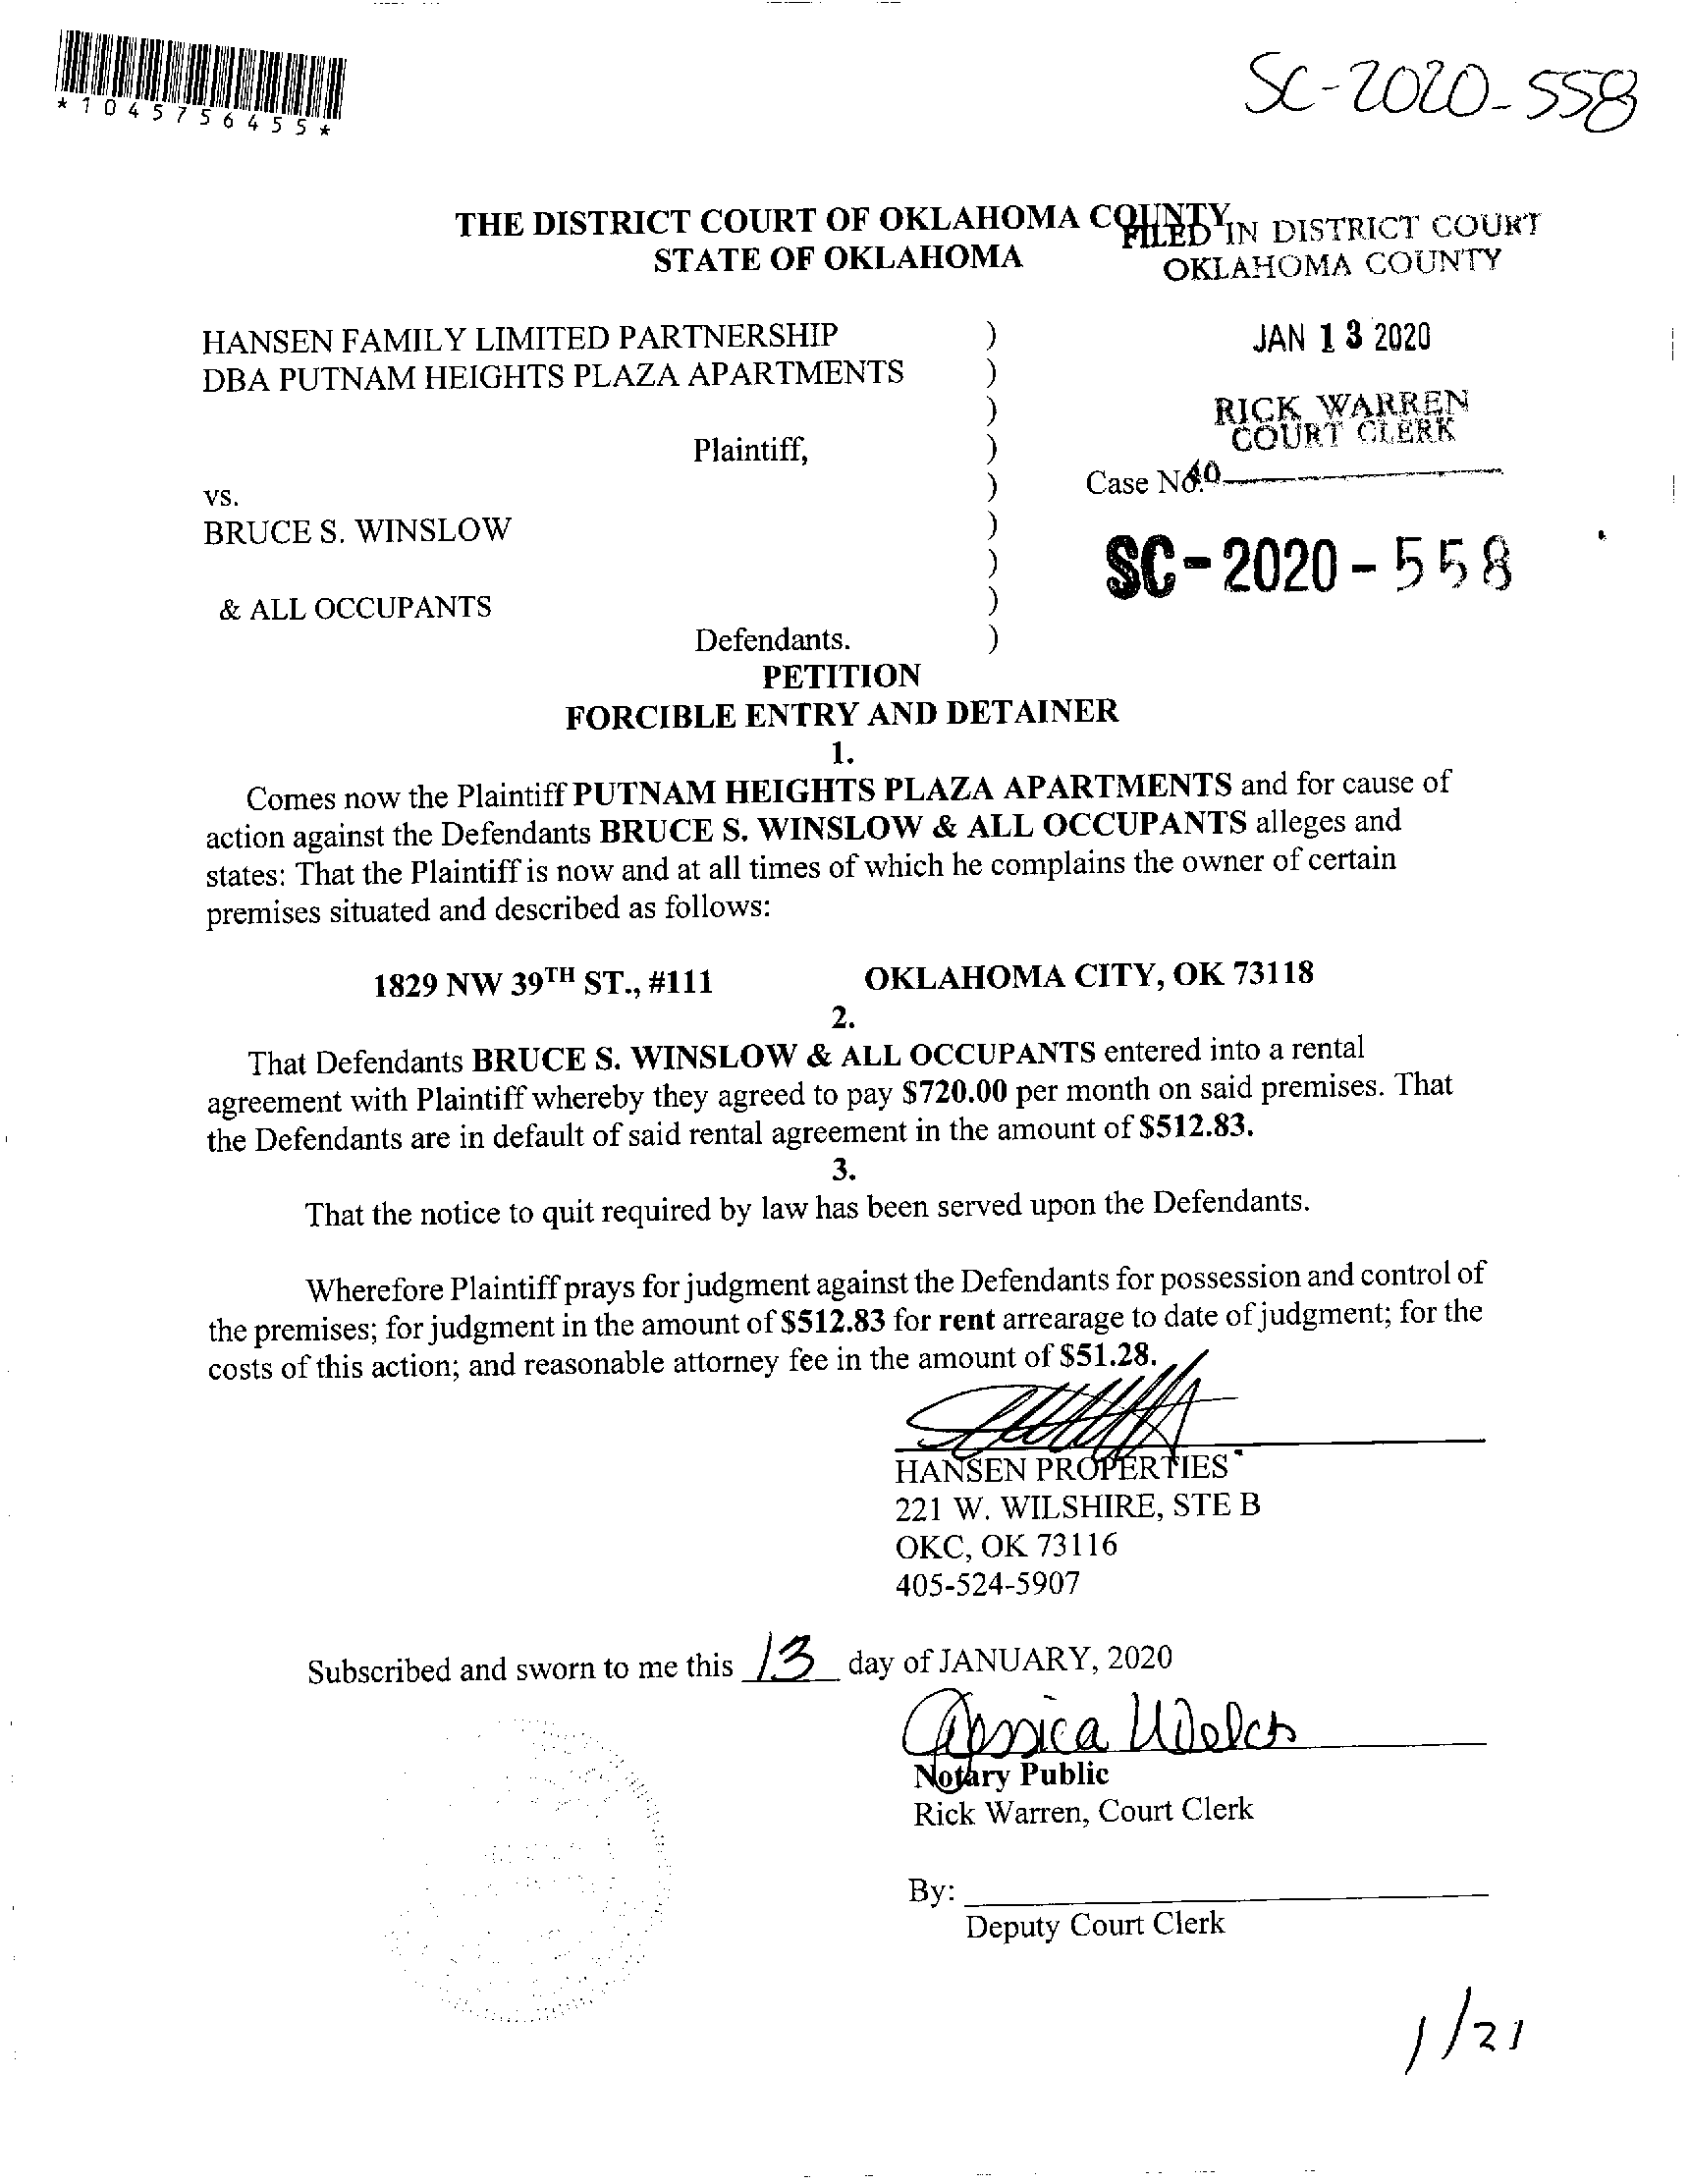 *1045756455*
SC-2020-558
THE DISTRICT COURT OF OKLAHOMA COUNTY
STATE OF OKLAHOMA
FILED IN DISTRICT COURT
OKLAHOMA COUNTY
JAN 13 2020
RICK WARREN
COURT CLERK
40
HANSEN FAMILY LIMITED PARTNERSHIP )
DBA PUTNAM HEIGHTS PLAZA APARTMENTS )
)
Plaintiff, )
vs. ) Case No.
BRUCE S. WINSLOW )
) SC-2020-558
& ALL OCCUPANTS )
Defendants. )
PETITION
FORCIBLE ENTRY AND DETAINER
1.
Comes now the Plaintiff PUTNAM HEIGHTS PLAZA APARTMENTS and for cause of
action against the Defendants BRUCE S. WINSLOW & ALL OCCUPANTS alleges and
states: That the Plaintiff is now and at all times of which he complains the owner of certain
premises situated and described as follows:
1829 NW 39TH ST., #111 OKLAHOMA CITY, OK 73118
2.
That Defendants BRUCE S. WINSLOW & ALL OCCUPANTS entered into a rental
agreement with Plaintiff whereby they agreed to pay $720.00 per month on said premises. That
the Defendants are in default of said rental agreement in the amount of $512.83.
3.
That the notice to quit required by law has been served upon the Defendants.
Wherefore Plaintiff prays for judgment against the Defendants for possession and control of
the premises; for judgment in the amount of $512.83 for rent arrearage to date of judgment; for the
costs of this action; and reasonable attorney fee in the amount of $51.28.
HANSEN PROPERTIES
221 W. WILSHIRE, STE B
OKC, OK 73116
405-524-5907
Subscribed and sworn to me this 13 day of JANUARY, 2020
Jessica Welch
Notary Public
Rick Warren, Court Clerk
By:
Deputy Court Clerk
1/21